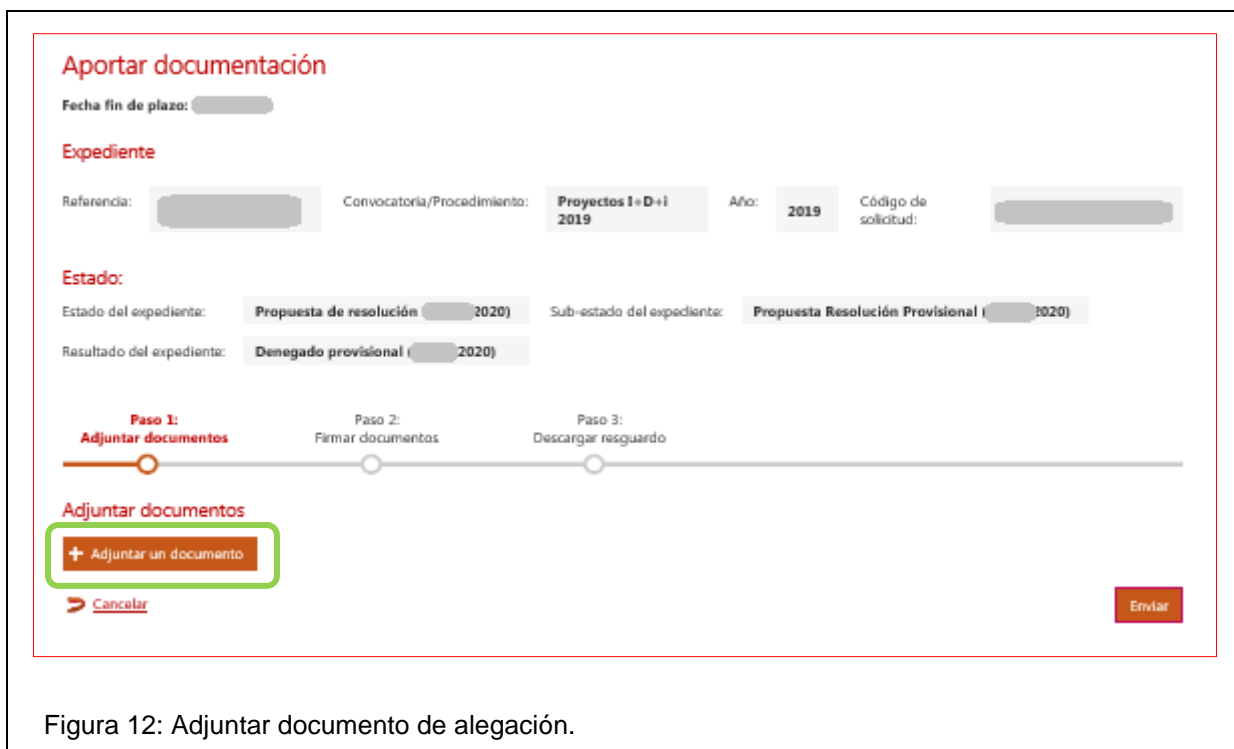 Aportar documentación
Fecha fin de plazo:
Expediente
Referencia: Convocatoria/Procedimiento: Proyectos I+D+i 2019 Año: 2019 Código de solicitud:
Estado:
Estado del expediente: Propuesta de resolución ( 2020) Sub-estado del expediente: Propuesta Resolución Provisional ( 2020)
Resultado del expediente: Denegado provisional ( 2020)
Paso 1: Paso 2: Paso 3:
Adjuntar documentos Firmar documentos Descargar resguardo
Adjuntar documentos
+ Adjuntar un documento
Cancelar
Enviar
Figura 12: Adjuntar documento de alegación.